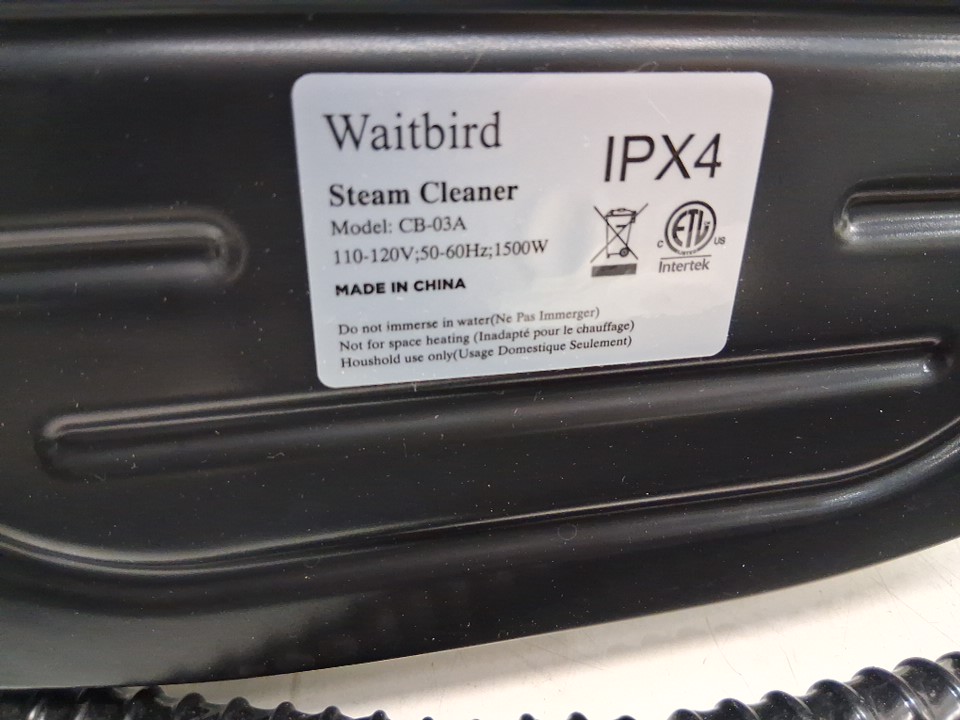 Waitbird
IPX4
Steam Cleaner
Model: CB-03A
110-120V;50-60Hz;1500W
MADE IN CHINA
C ETL US
Intertek
Do not immerse in water(Ne Pas Immerger)
Not for space heating (Inadapté pour le chauffage)
Houshold use only(Usage Domestique Seulement)